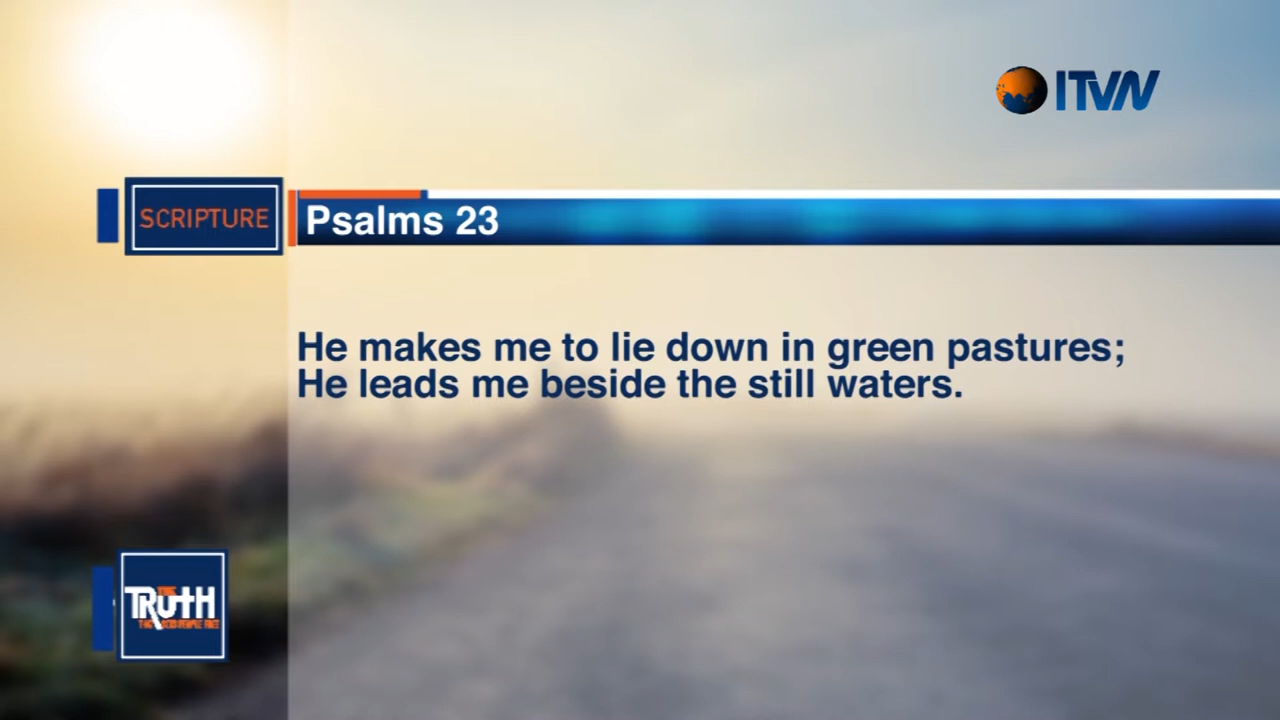 ITVN
SCRIPTURE
Psalms 23
He makes me to lie down in green pastures;
He leads me beside the still waters.
TRUTH